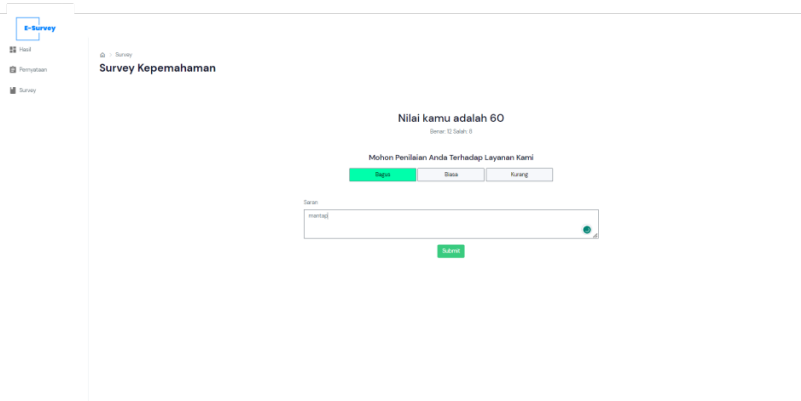 E-Survey
Hasil
Pernyataan
Survey
Survey
Survey Kepemahaman
Nilai kamu adalah 60
Benar: 12 Salah: 8
Mohon Penilaian Anda Terhadap Layanan Kami
Bagus Biasa Kurang
Saran
mantap
Submit